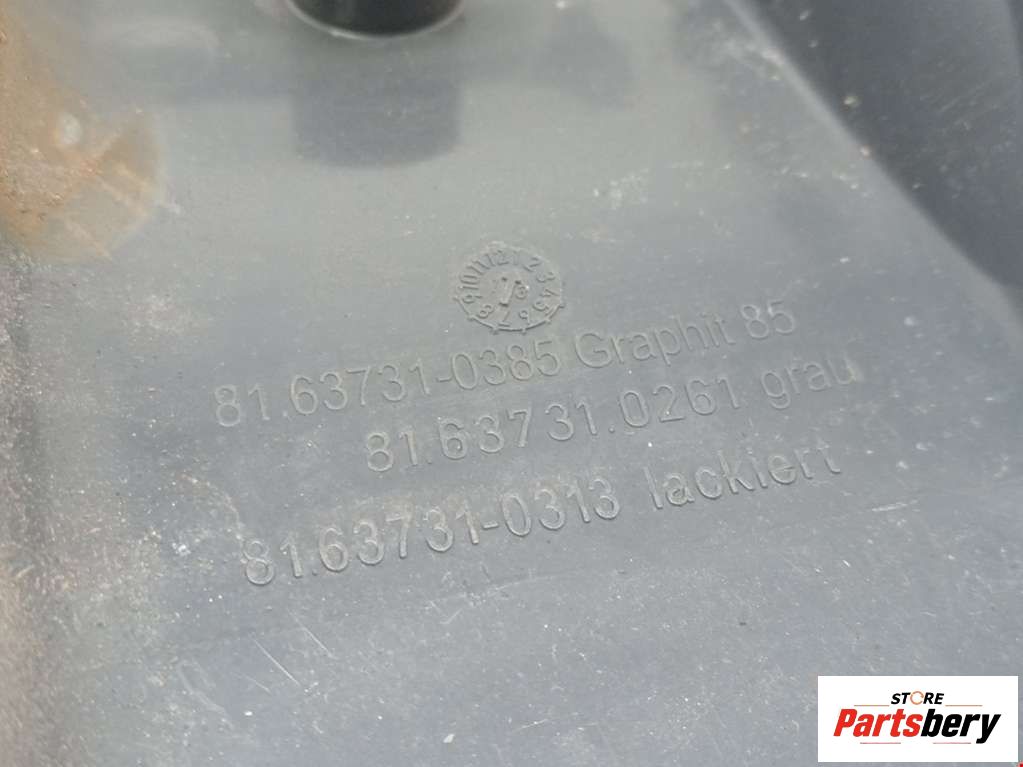 81.63731-0385 Graphit 85
81.63731.0261 grau
81.63731-0313 lackiert
STORE
Partsbery